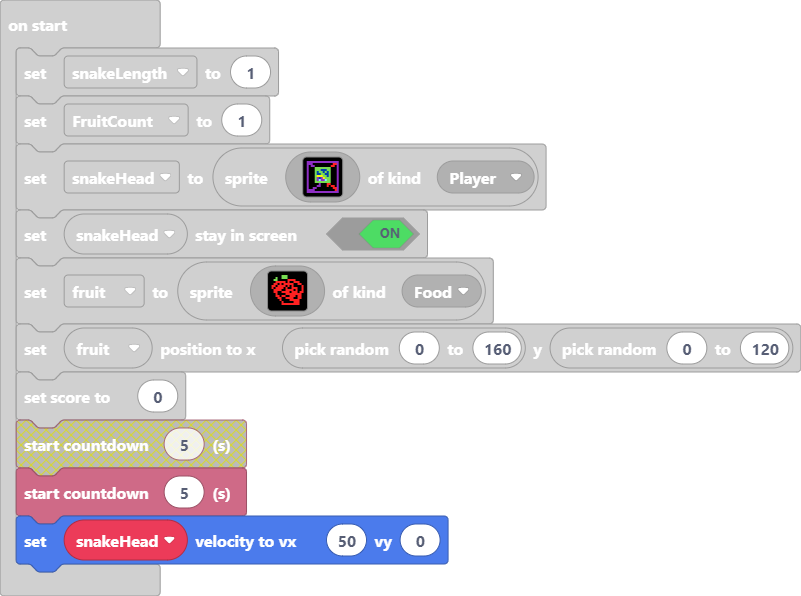 on start
set snakeLength to 1
set FruitCount to 1
set snakeHead to sprite of kind Player
set snakeHead stay in screen ON
set fruit to sprite of kind Food
set fruit position to x pick random 0 to 160 y pick random 0 to 120
set score to 0
start countdown 5 (s)
start countdown 5 (s)
set snakeHead velocity to vx 50 vy 0